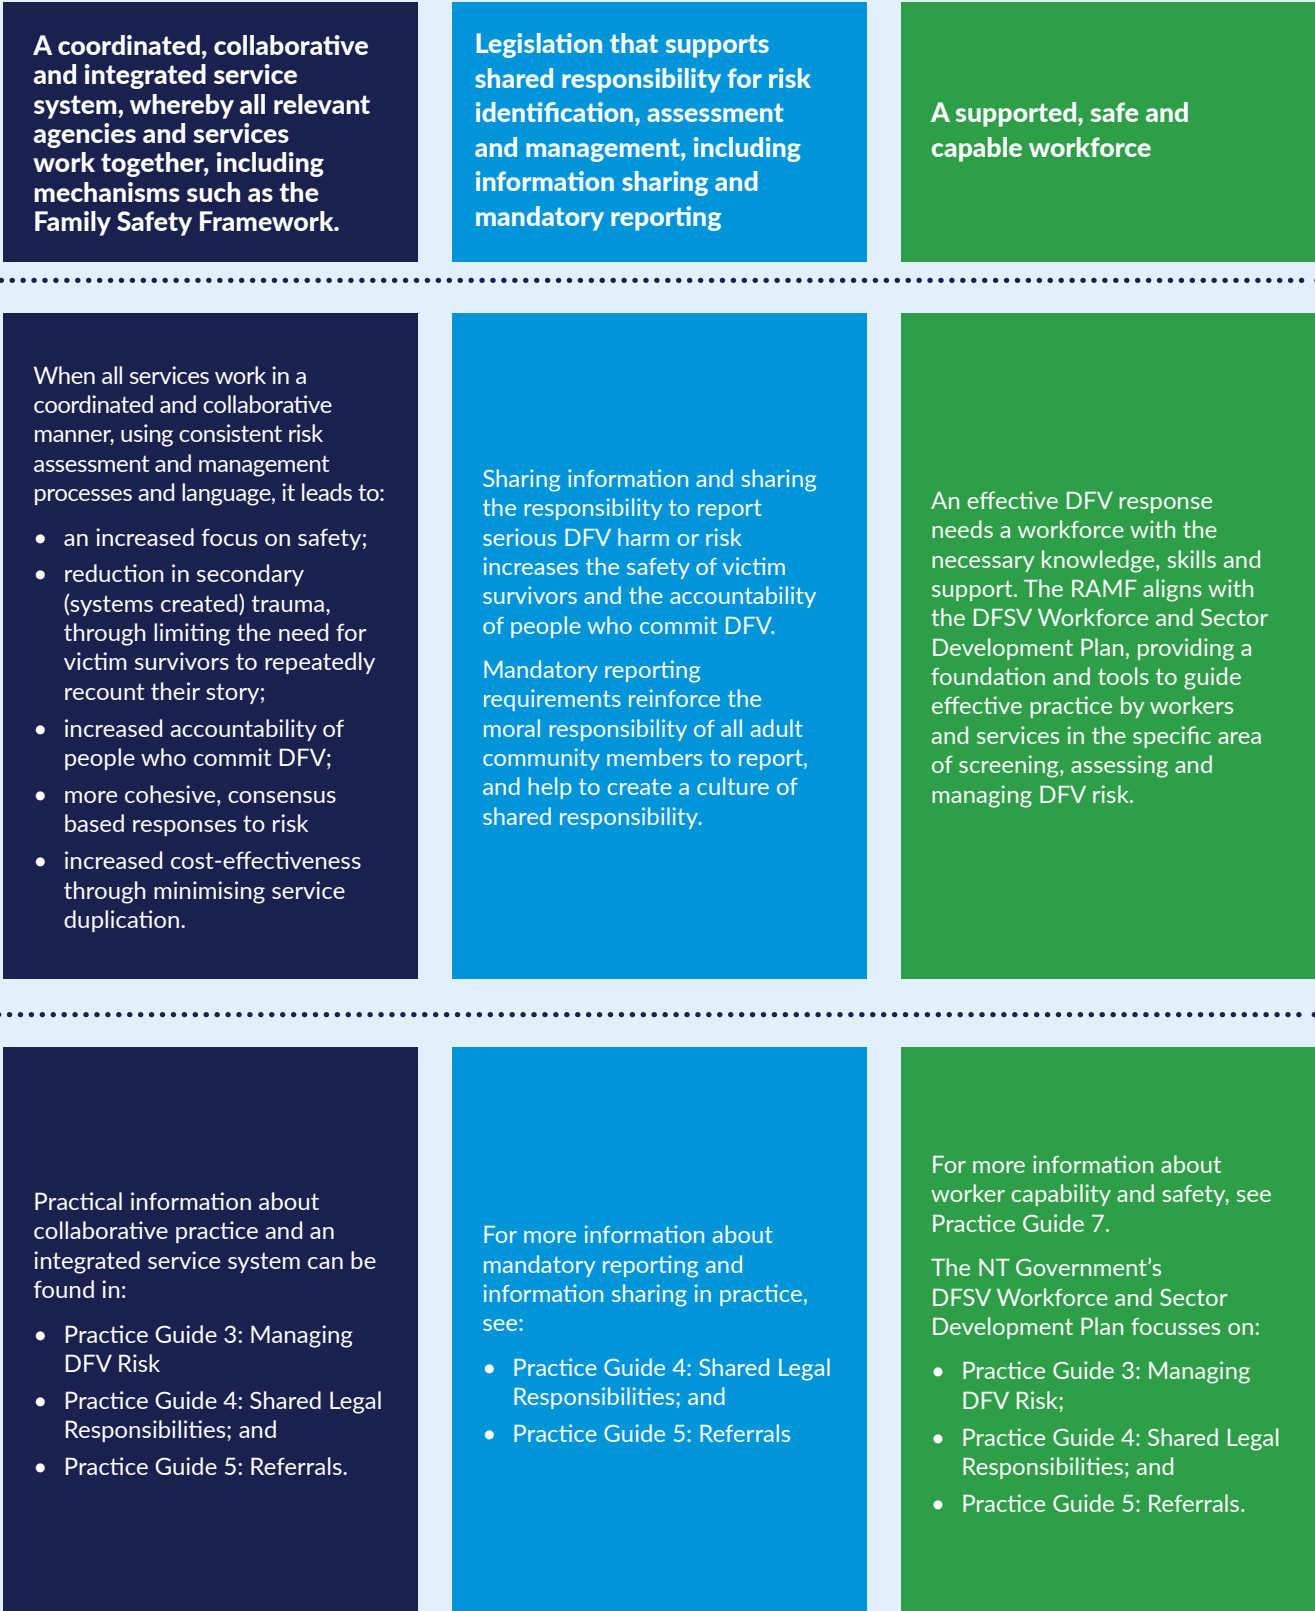 A coordinated, collaborative
and integrated service
system, whereby all relevant
agencies and services
work together, including
mechanisms such as the
Family Safety Framework.
Legislation that supports
shared responsibility for risk
identification, assessment
and management, including
information sharing and
mandatory reporting
A supported, safe and
capable workforce
When all services work in a
coordinated and collaborative
manner, using consistent risk
assessment and management
processes and language, it leads to:
• an increased focus on safety;
• reduction in secondary
(systems created) trauma,
through limiting the need for
victim survivors to repeatedly
recount their story;
• increased accountability of
people who commit DFV;
• more cohesive, consensus
based responses to risk
• increased cost-effectiveness
through minimising service
duplication.
Sharing information and sharing
the responsibility to report
serious DFV harm or risk
increases the safety of victim
survivors and the accountability
of people who commit DFV.
Mandatory reporting
requirements reinforce the
moral responsibility of all adult
community members to report,
and help to create a culture of
shared responsibility.
An effective DFV response
needs a workforce with the
necessary knowledge, skills and
support. The RAMF aligns with
the DFSV Workforce and Sector
Development Plan, providing a
foundation and tools to guide
effective practice by workers
and services in the specific area
of screening, assessing and
managing DFV risk.
Practical information about
collaborative practice and an
integrated service system can be
found in:
• Practice Guide 3: Managing
DFV Risk
• Practice Guide 4: Shared Legal
Responsibilities; and
• Practice Guide 5: Referrals.
For more information about
mandatory reporting and
information sharing in practice,
see:
• Practice Guide 4: Shared Legal
Responsibilities; and
• Practice Guide 5: Referrals
For more information about
worker capability and safety, see
Practice Guide 7.
The NT Government’s
DFSV Workforce and Sector
Development Plan focusses on:
• Practice Guide 3: Managing
DFV Risk;
• Practice Guide 4: Shared Legal
Responsibilities; and
• Practice Guide 5: Referrals.